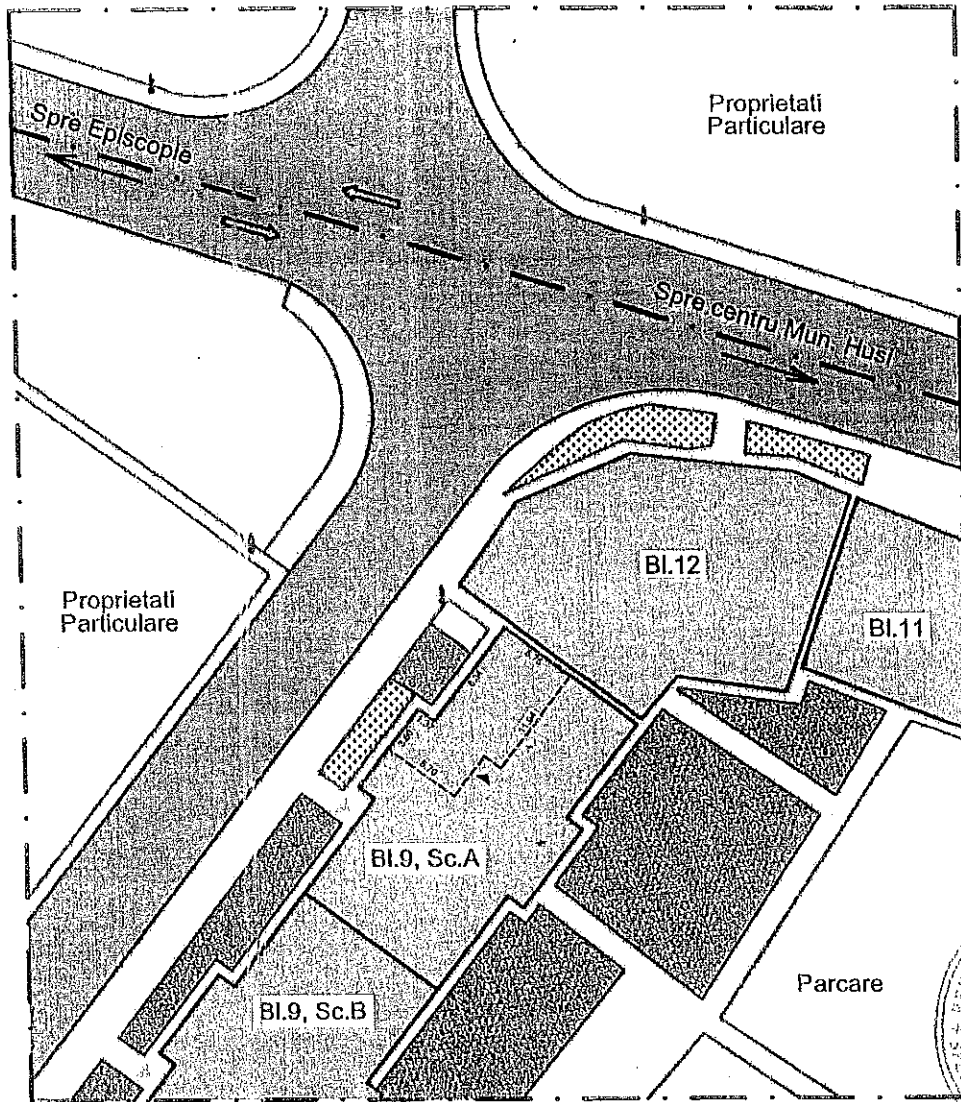 Proprietati
Particulare
Spre Episcopie
Spre centru Mun. Husi
Bl.12
Bl.11
Proprietati
Particulare
Bl.9, Sc.A
Parcare
Bl.9, Sc.B